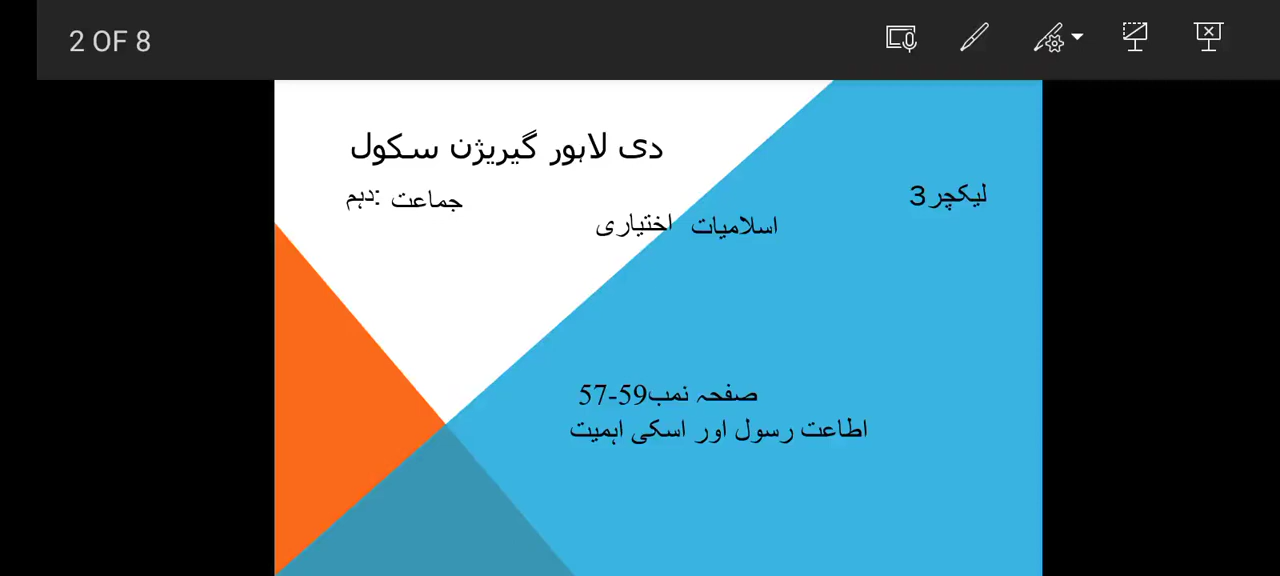 2 OF 8
دی لاہور گیریژن سکول
لیکچر3
جماعت :دہم
اسلامیات اختیاری
صفحہ نمب57-59
اطاعت رسول اور اسکی اہمیت